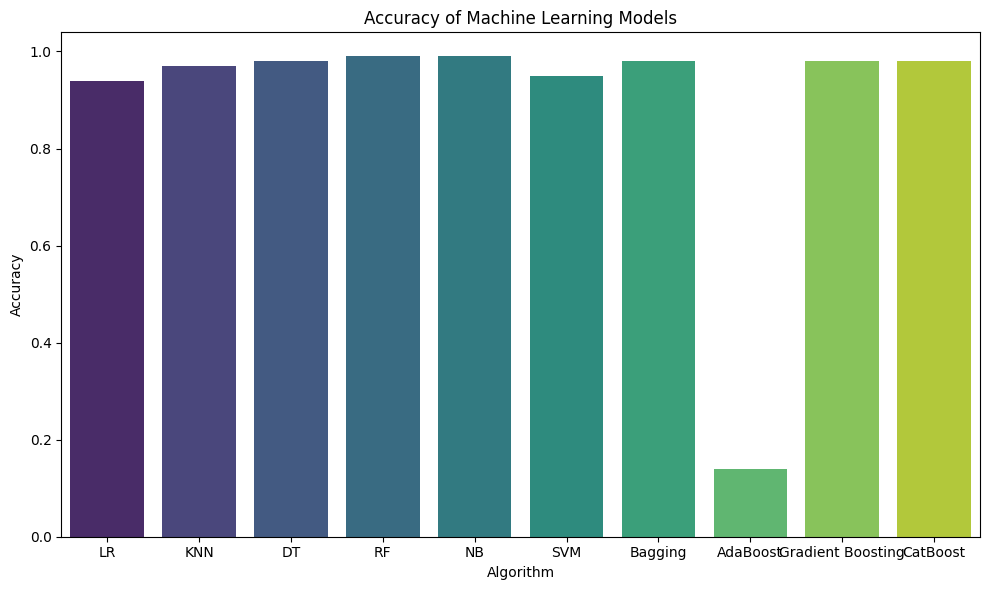 Accuracy of Machine Learning Models
1.0
0.8
0.6
0.4
0.2
0.0
Accuracy
LR KNN DT RF NB SVM Bagging AdaBoost Gradient Boosting CatBoost
Algorithm